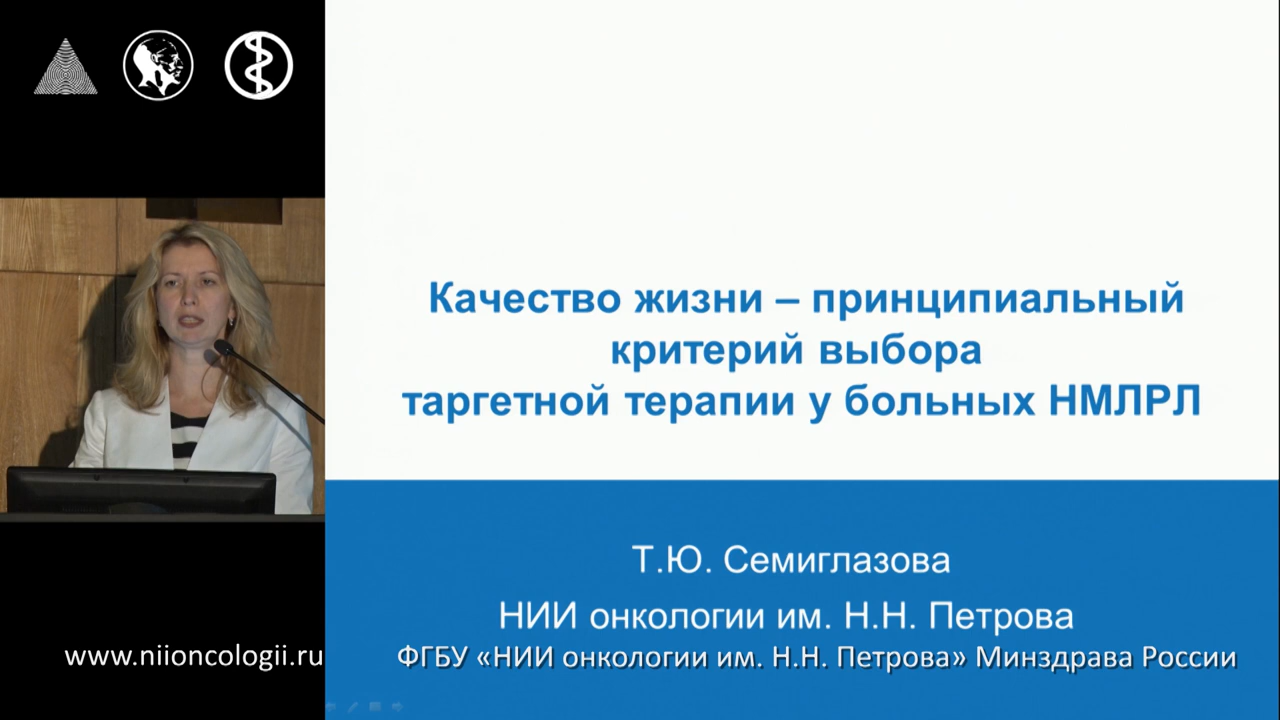 Качество жизни – принципиальный
критерий выбора
таргетной терапии у больных НМЛРЛ
Т.Ю. Семиглазова
НИИ онкологии им. Н.Н. Петрова
www.niioncologii.ru
ФГБУ «НИИ онкологии им. Н.Н. Петрова» Минздрава России